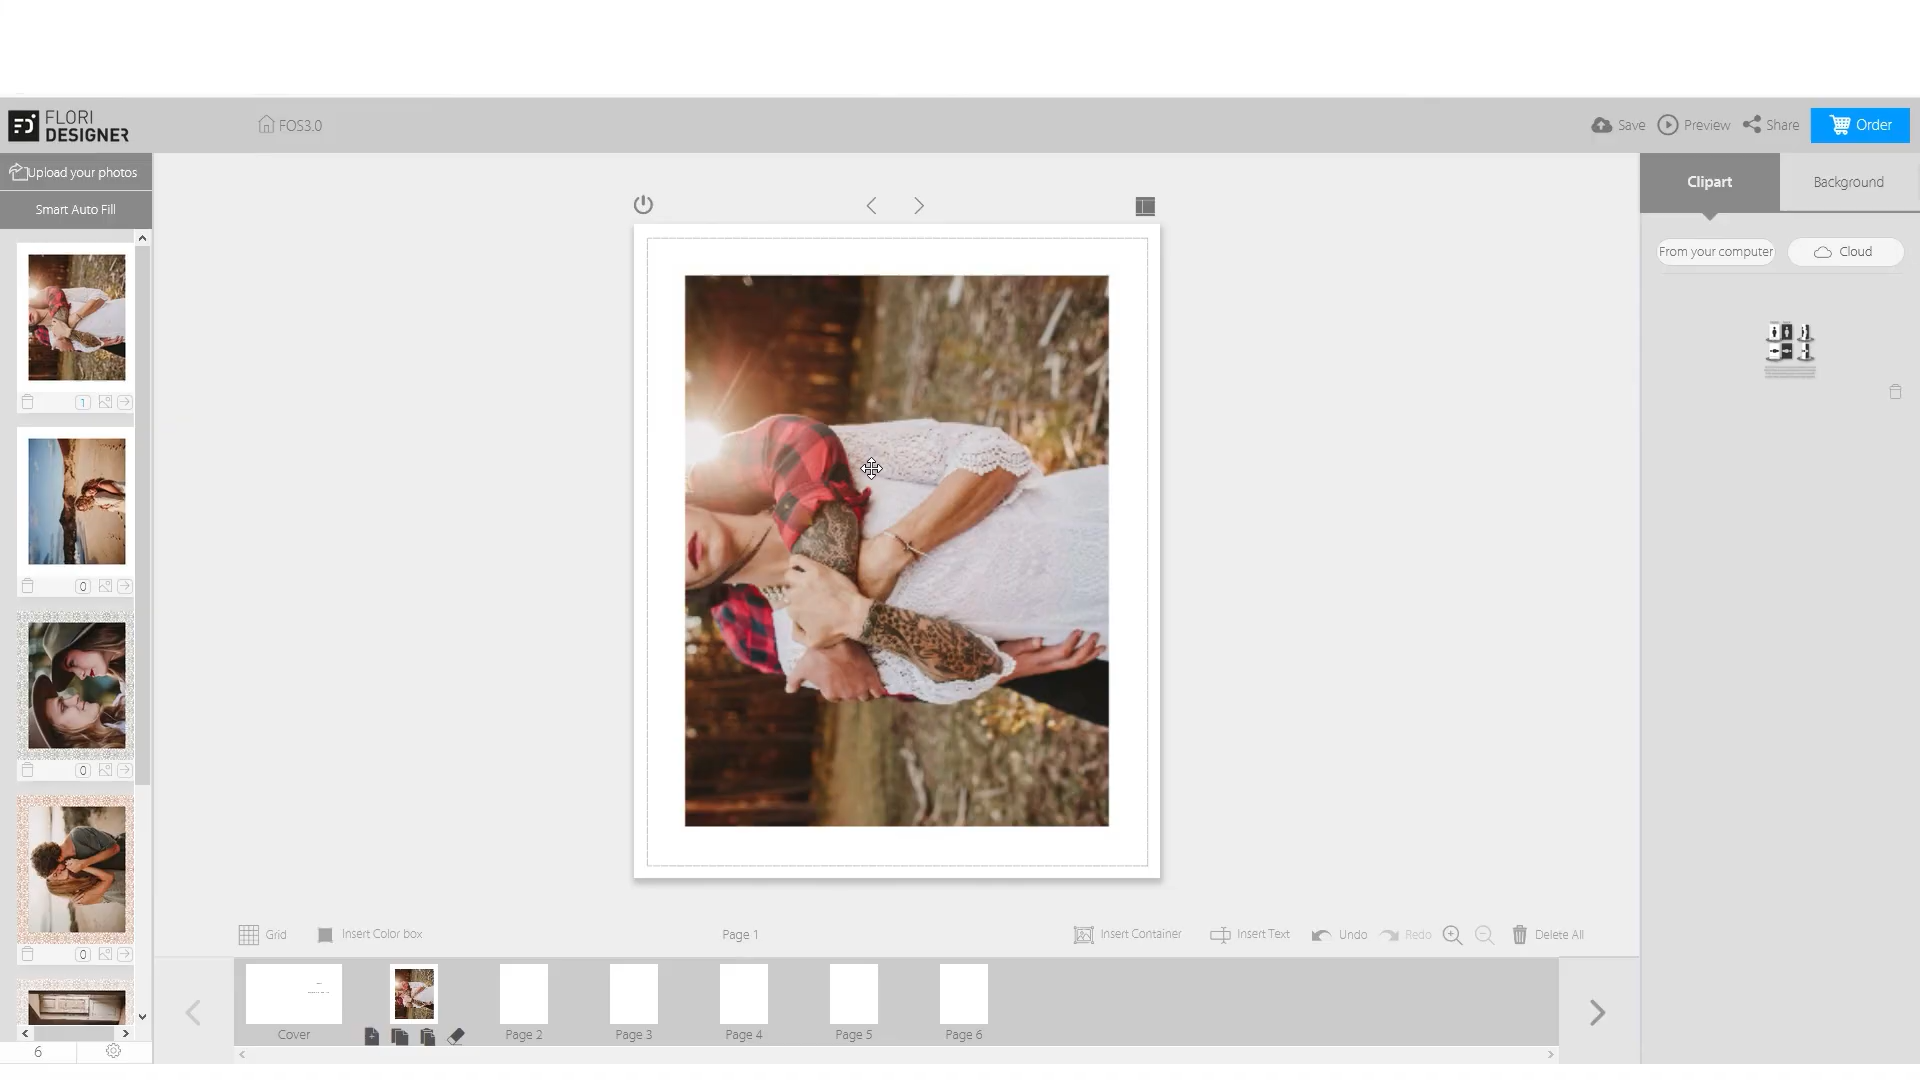 FLORI
DESIGNER
FOS3.0
Save
Preview
Share
Order
Upload your photos
Smart Auto Fill
Clipart
Background
From your computer
Cloud
1
0
0
0
6
Grid
Insert Color box
Page 1
Insert Container
Insert Text
Undo
Redo
Delete All
Cover
Page 2
Page 3
Page 4
Page 5
Page 6